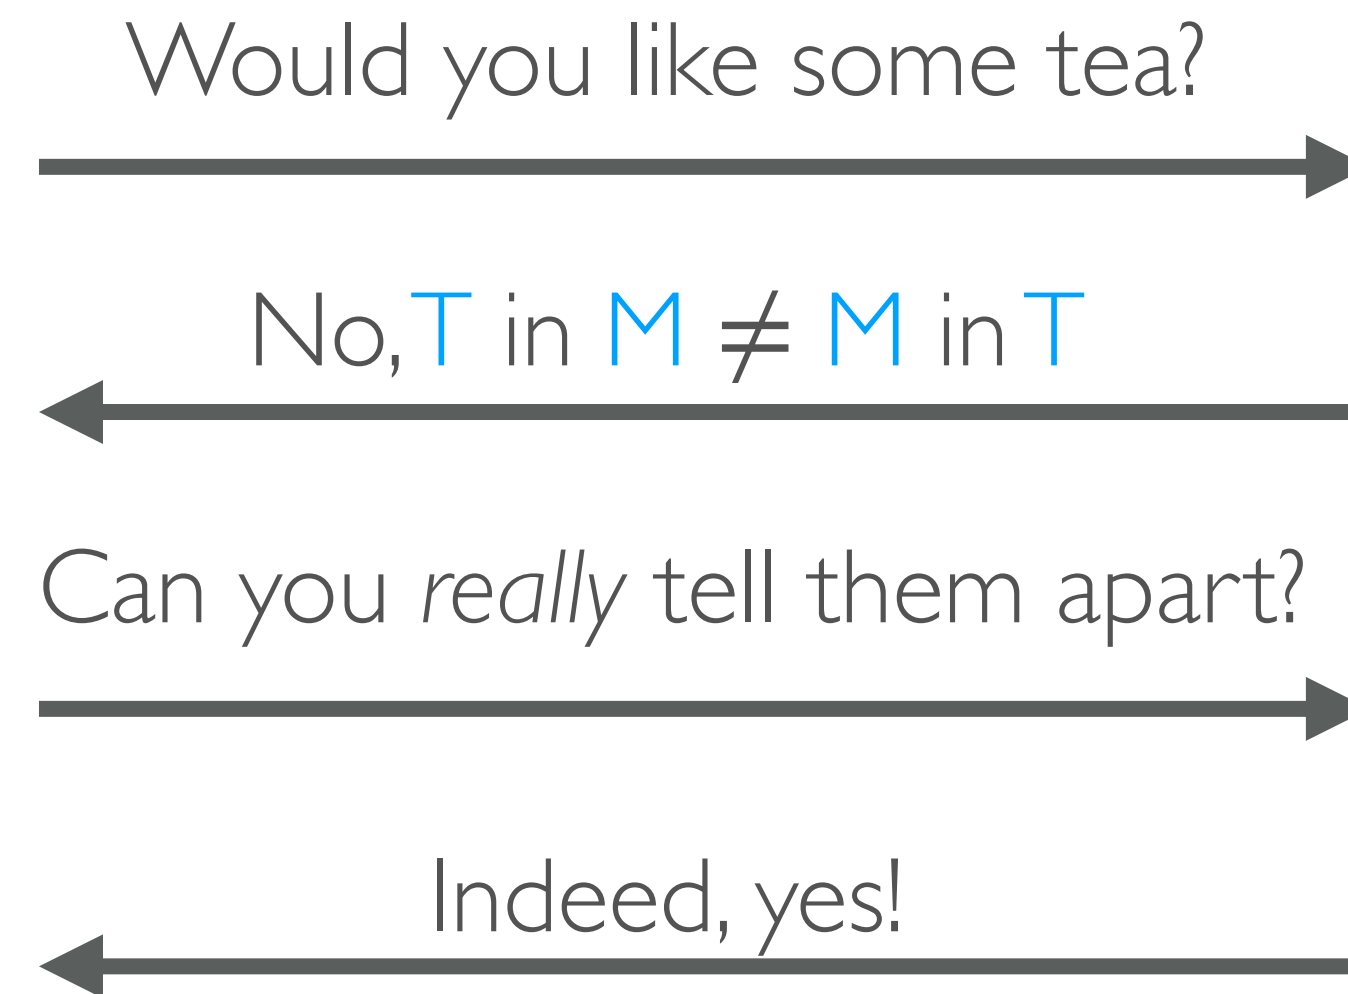 Would you like some tea?
No, T in M ≠ M in T
Can you really tell them apart?
Indeed, yes!